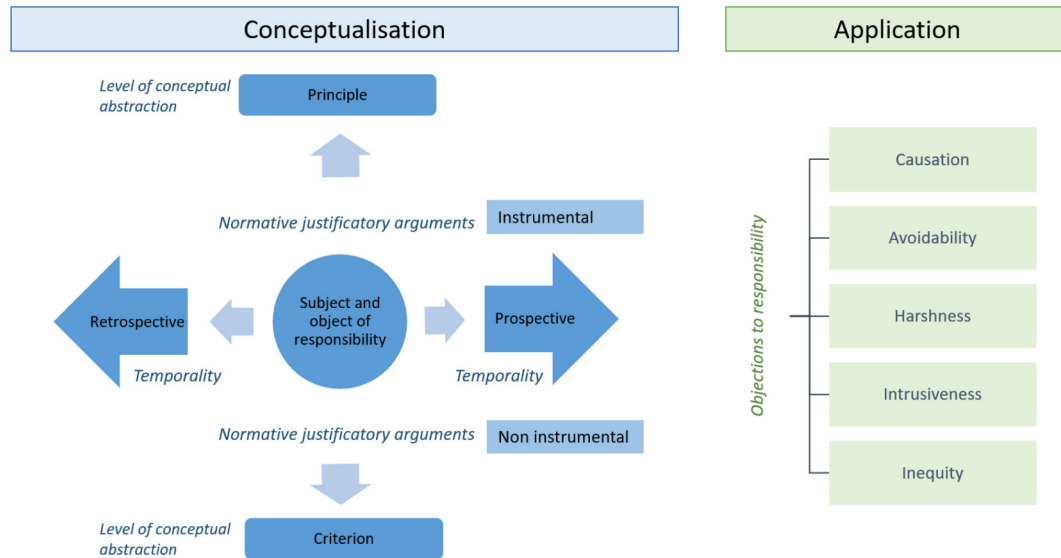 Conceptualisation
Application
Level of conceptual
abstraction
Principle
Normative justificatory arguments
Instrumental
Retrospective
Subject and
object of
responsibility
Prospective
Temporality
Temporality
Normative justificatory arguments
Non instrumental
Level of conceptual
abstraction
Criterion
Objections to responsibility
Causation
Avoidability
Harshness
Intrusiveness
Inequity